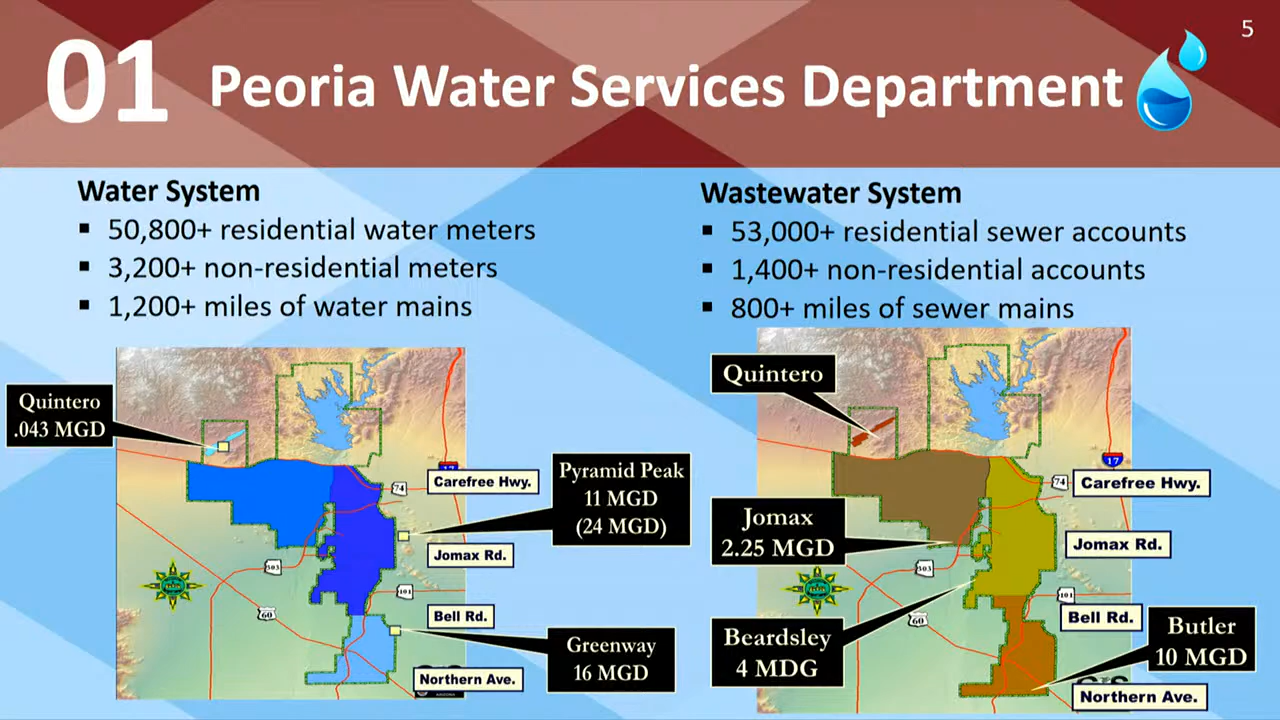 5
01 Peoria Water Services Department
Water System
▪ 50,800+ residential water meters
▪ 3,200+ non-residential meters
▪ 1,200+ miles of water mains
Wastewater System
▪ 53,000+ residential sewer accounts
▪ 1,400+ non-residential accounts
▪ 800+ miles of sewer mains
Quintero
.043 MGD
Pyramid Peak
11 MGD
(24 MGD)
Greenway
16 MGD
17
Carefree Hwy.
74
Jomax Rd.
303
101
60
Bell Rd.
Northern Ave.
Quintero
Jomax
2.25 MGD
Beardsley
4 MDG
Butler
10 MGD
17
Carefree Hwy.
74
Jomax Rd.
303
101
60
Bell Rd.
Northern Ave.